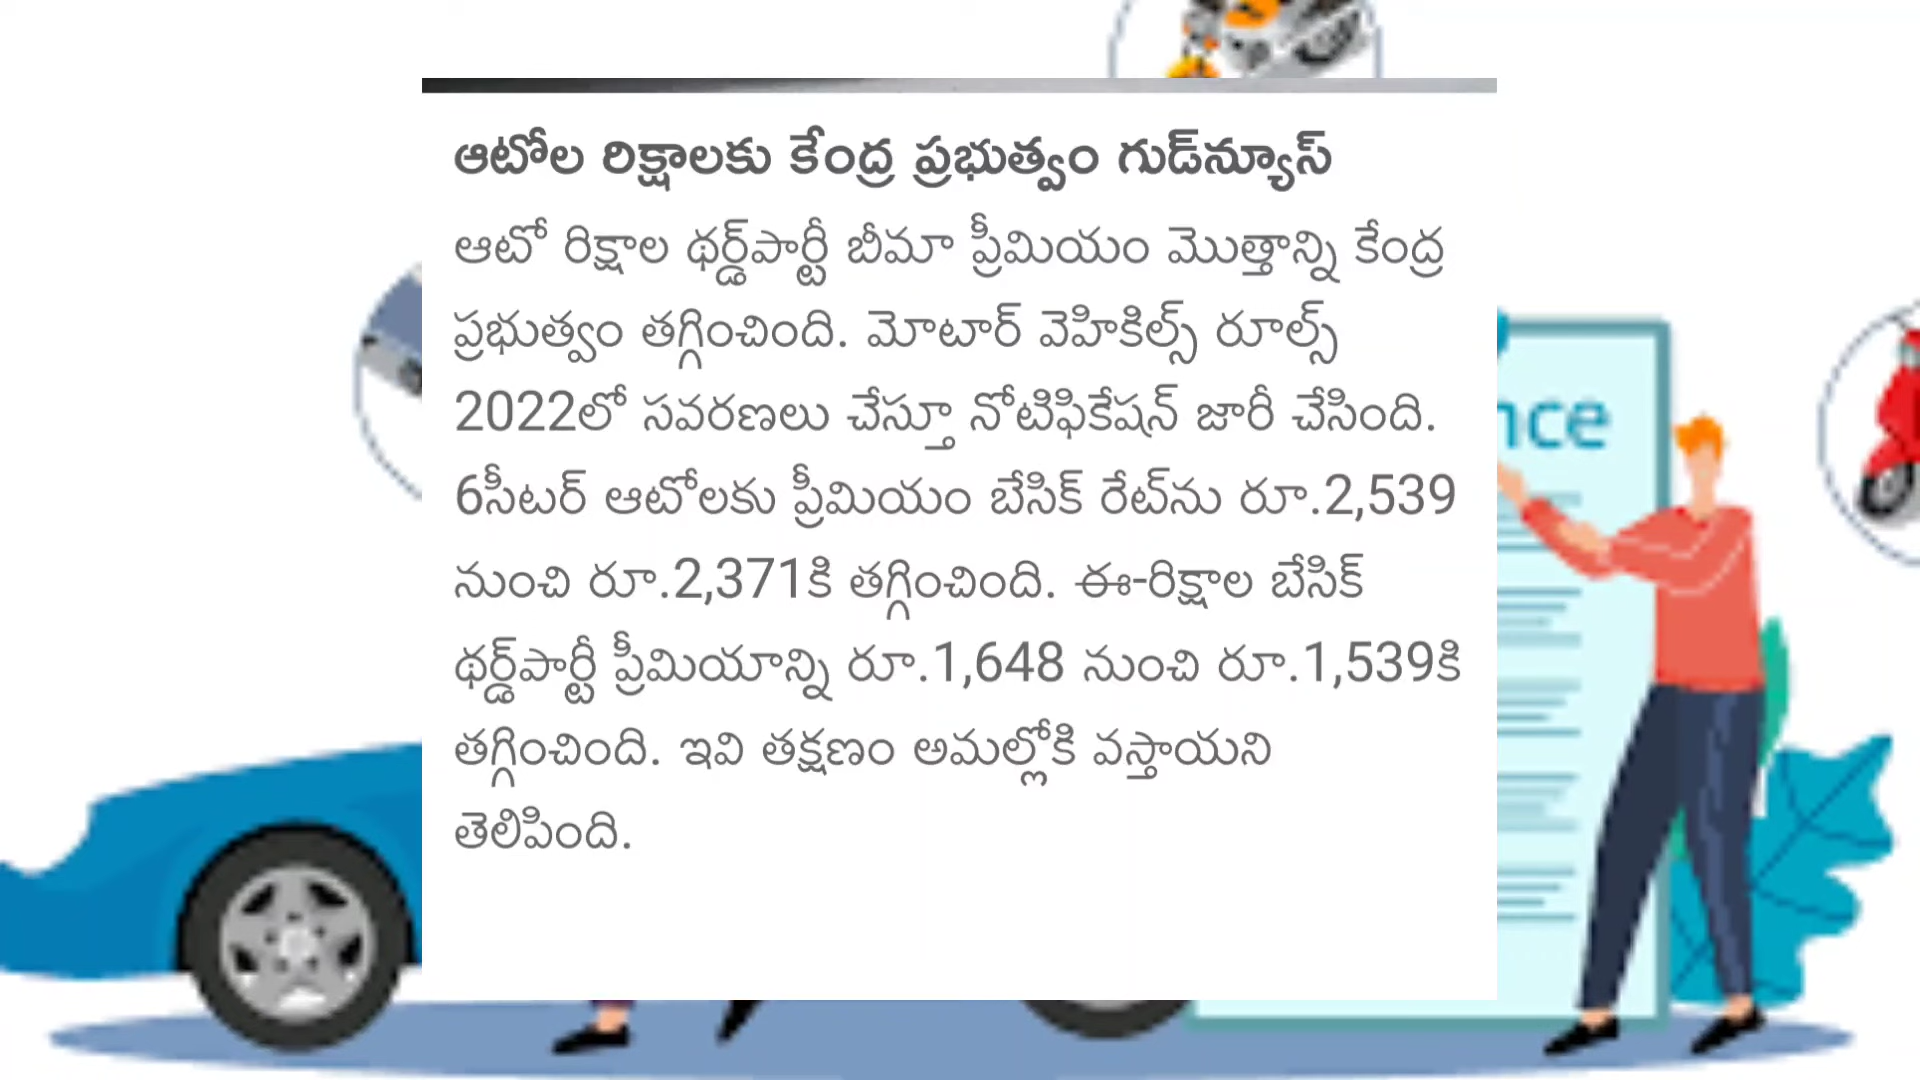 ఆటోల రిక్షాలకు కేంద్ర ప్రభుత్వం గుడ్‌న్యూస్
ఆటో రిక్షాల థర్డ్‌పార్టీ బీమా ప్రీమియం మొత్తాన్ని కేంద్ర
ప్రభుత్వం తగ్గించింది. మోటార్ వెహికిల్స్ రూల్స్
2022లో సవరణలు చేస్తూ నోటిఫికేషన్ జారీ చేసింది.
6సీటర్ ఆటోలకు ప్రీమియం బేసిక్ రేట్‌ను రూ.2,539
నుంచి రూ.2,371కి తగ్గించింది. ఈ-రిక్షాల బేసిక్
థర్డ్‌పార్టీ ప్రీమియాన్ని రూ.1,648 నుంచి రూ.1,539కి
తగ్గించింది. ఇవి తక్షణం అమల్లోకి వస్తాయని
తెలిపింది.